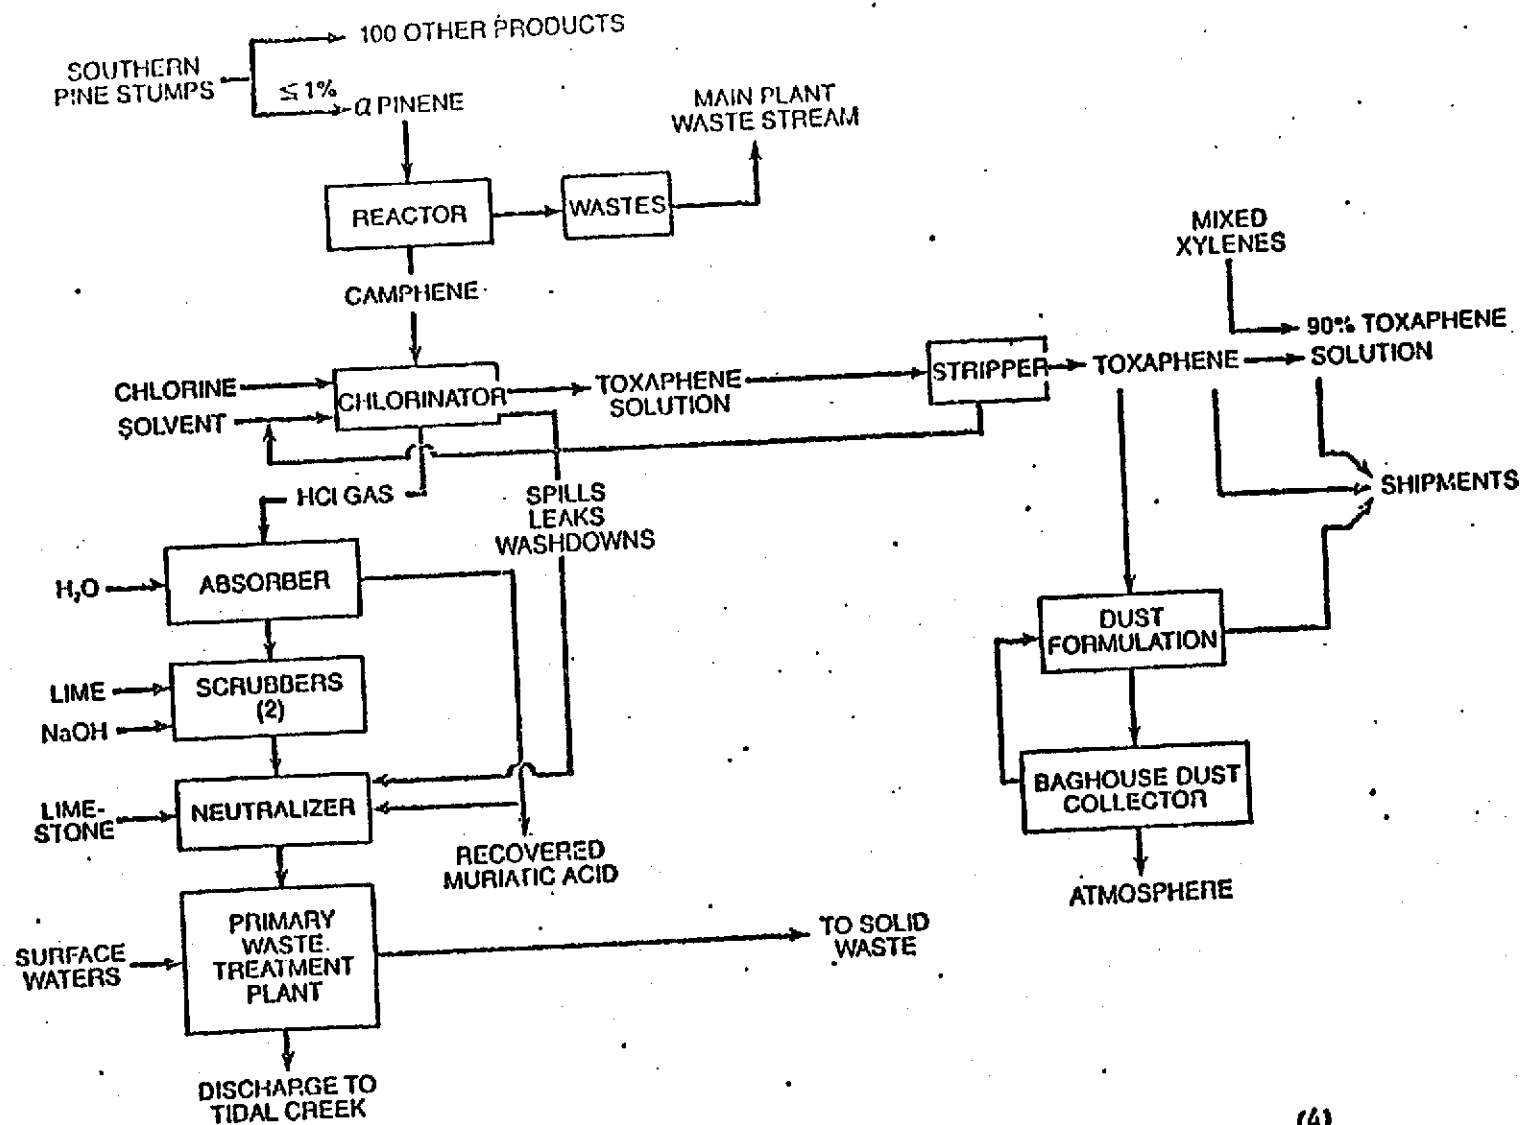 100 OTHER PRODUCTS
SOUTHERN
PINE STUMPS
≤ 1%
α PINENE
MAIN PLANT
WASTE STREAM
REACTOR
WASTES
MIXED
XYLENES
CAMPHENE
90% TOXAPHENE
SOLUTION
CHLORINE
SOLVENT
CHLORINATOR
TOXAPHENE
SOLUTION
STRIPPER
TOXAPHENE
HCl GAS
SPILLS
LEAKS
WASHDOWNS
SHIPMENTS
H₂O
ABSORBER
DUST
FORMULATION
LIME
NaOH
SCRUBBERS
(2)
BAGHOUSE DUST
COLLECTOR
LIME-
STONE
NEUTRALIZER
RECOVERED
MURIATIC ACID
ATMOSPHERE
SURFACE
WATERS
PRIMARY
WASTE
TREATMENT
PLANT
TO SOLID
WASTE
DISCHARGE TO
TIDAL CREEK
(4)